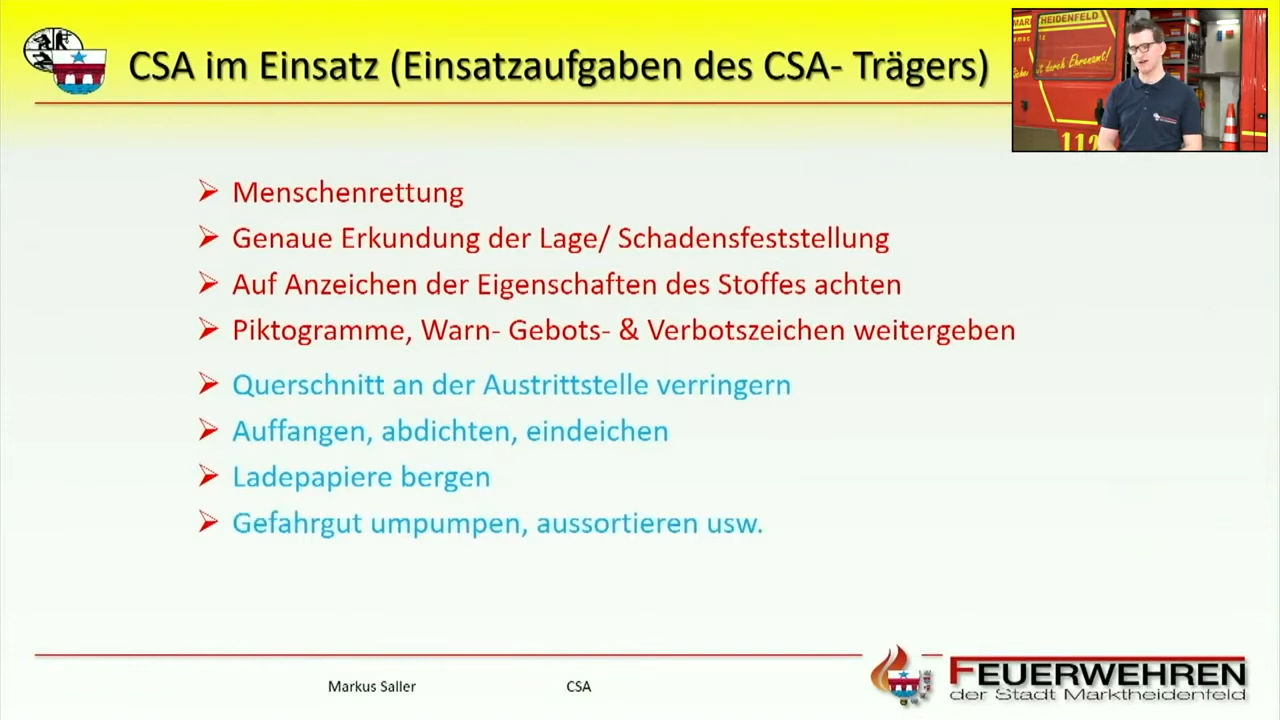 CSA im Einsatz (Einsatzaufgaben des CSA- Trägers)
HEIDENFELD
durch Ehrenamt!
112
Menschenrettung
Genaue Erkundung der Lage/ Schadensfeststellung
Auf Anzeichen der Eigenschaften des Stoffes achten
Piktogramme, Warn- Gebots- & Verbotszeichen weitergeben
Querschnitt an der Austrittstelle verringern
Auffangen, abdichten, eindeichen
Ladepapiere bergen
Gefahrgut umpumpen, aussortieren usw.
Markus Saller
CSA
FEUERWEHREN
der Stadt Marktheidenfeld